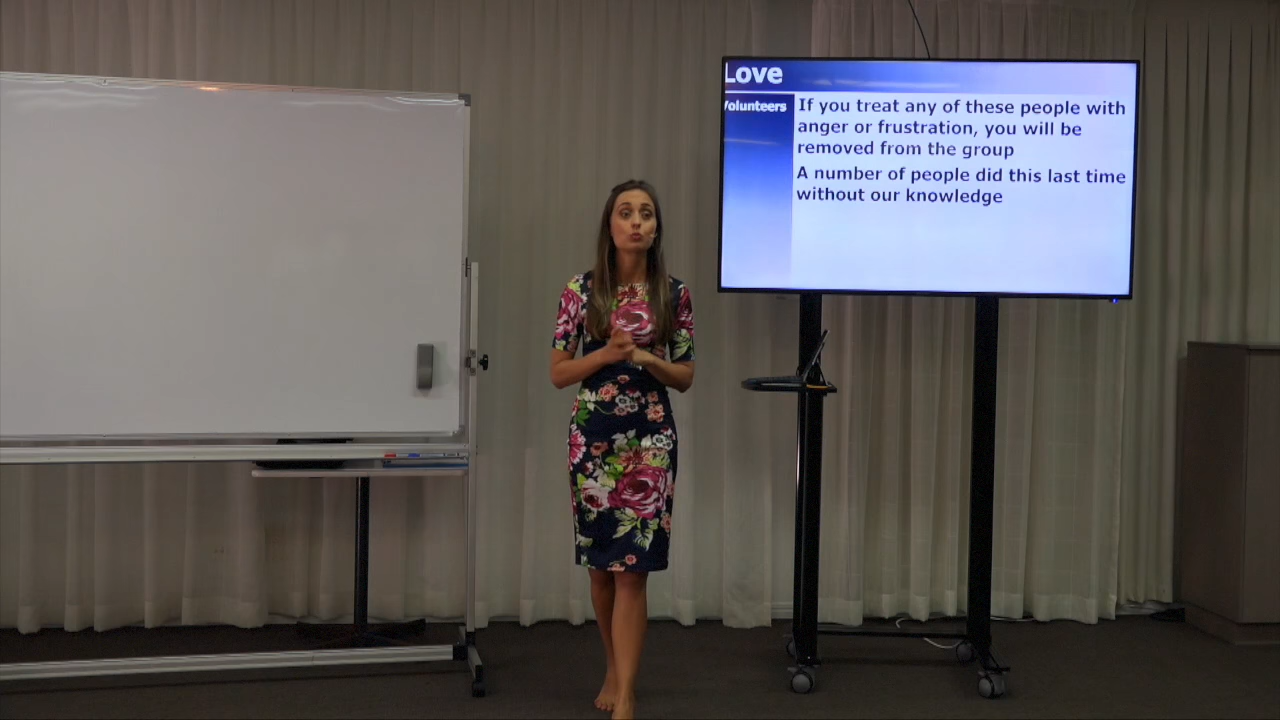 Love
Volunteers
If you treat any of these people with
anger or frustration, you will be
removed from the group
A number of people did this last time
without our knowledge